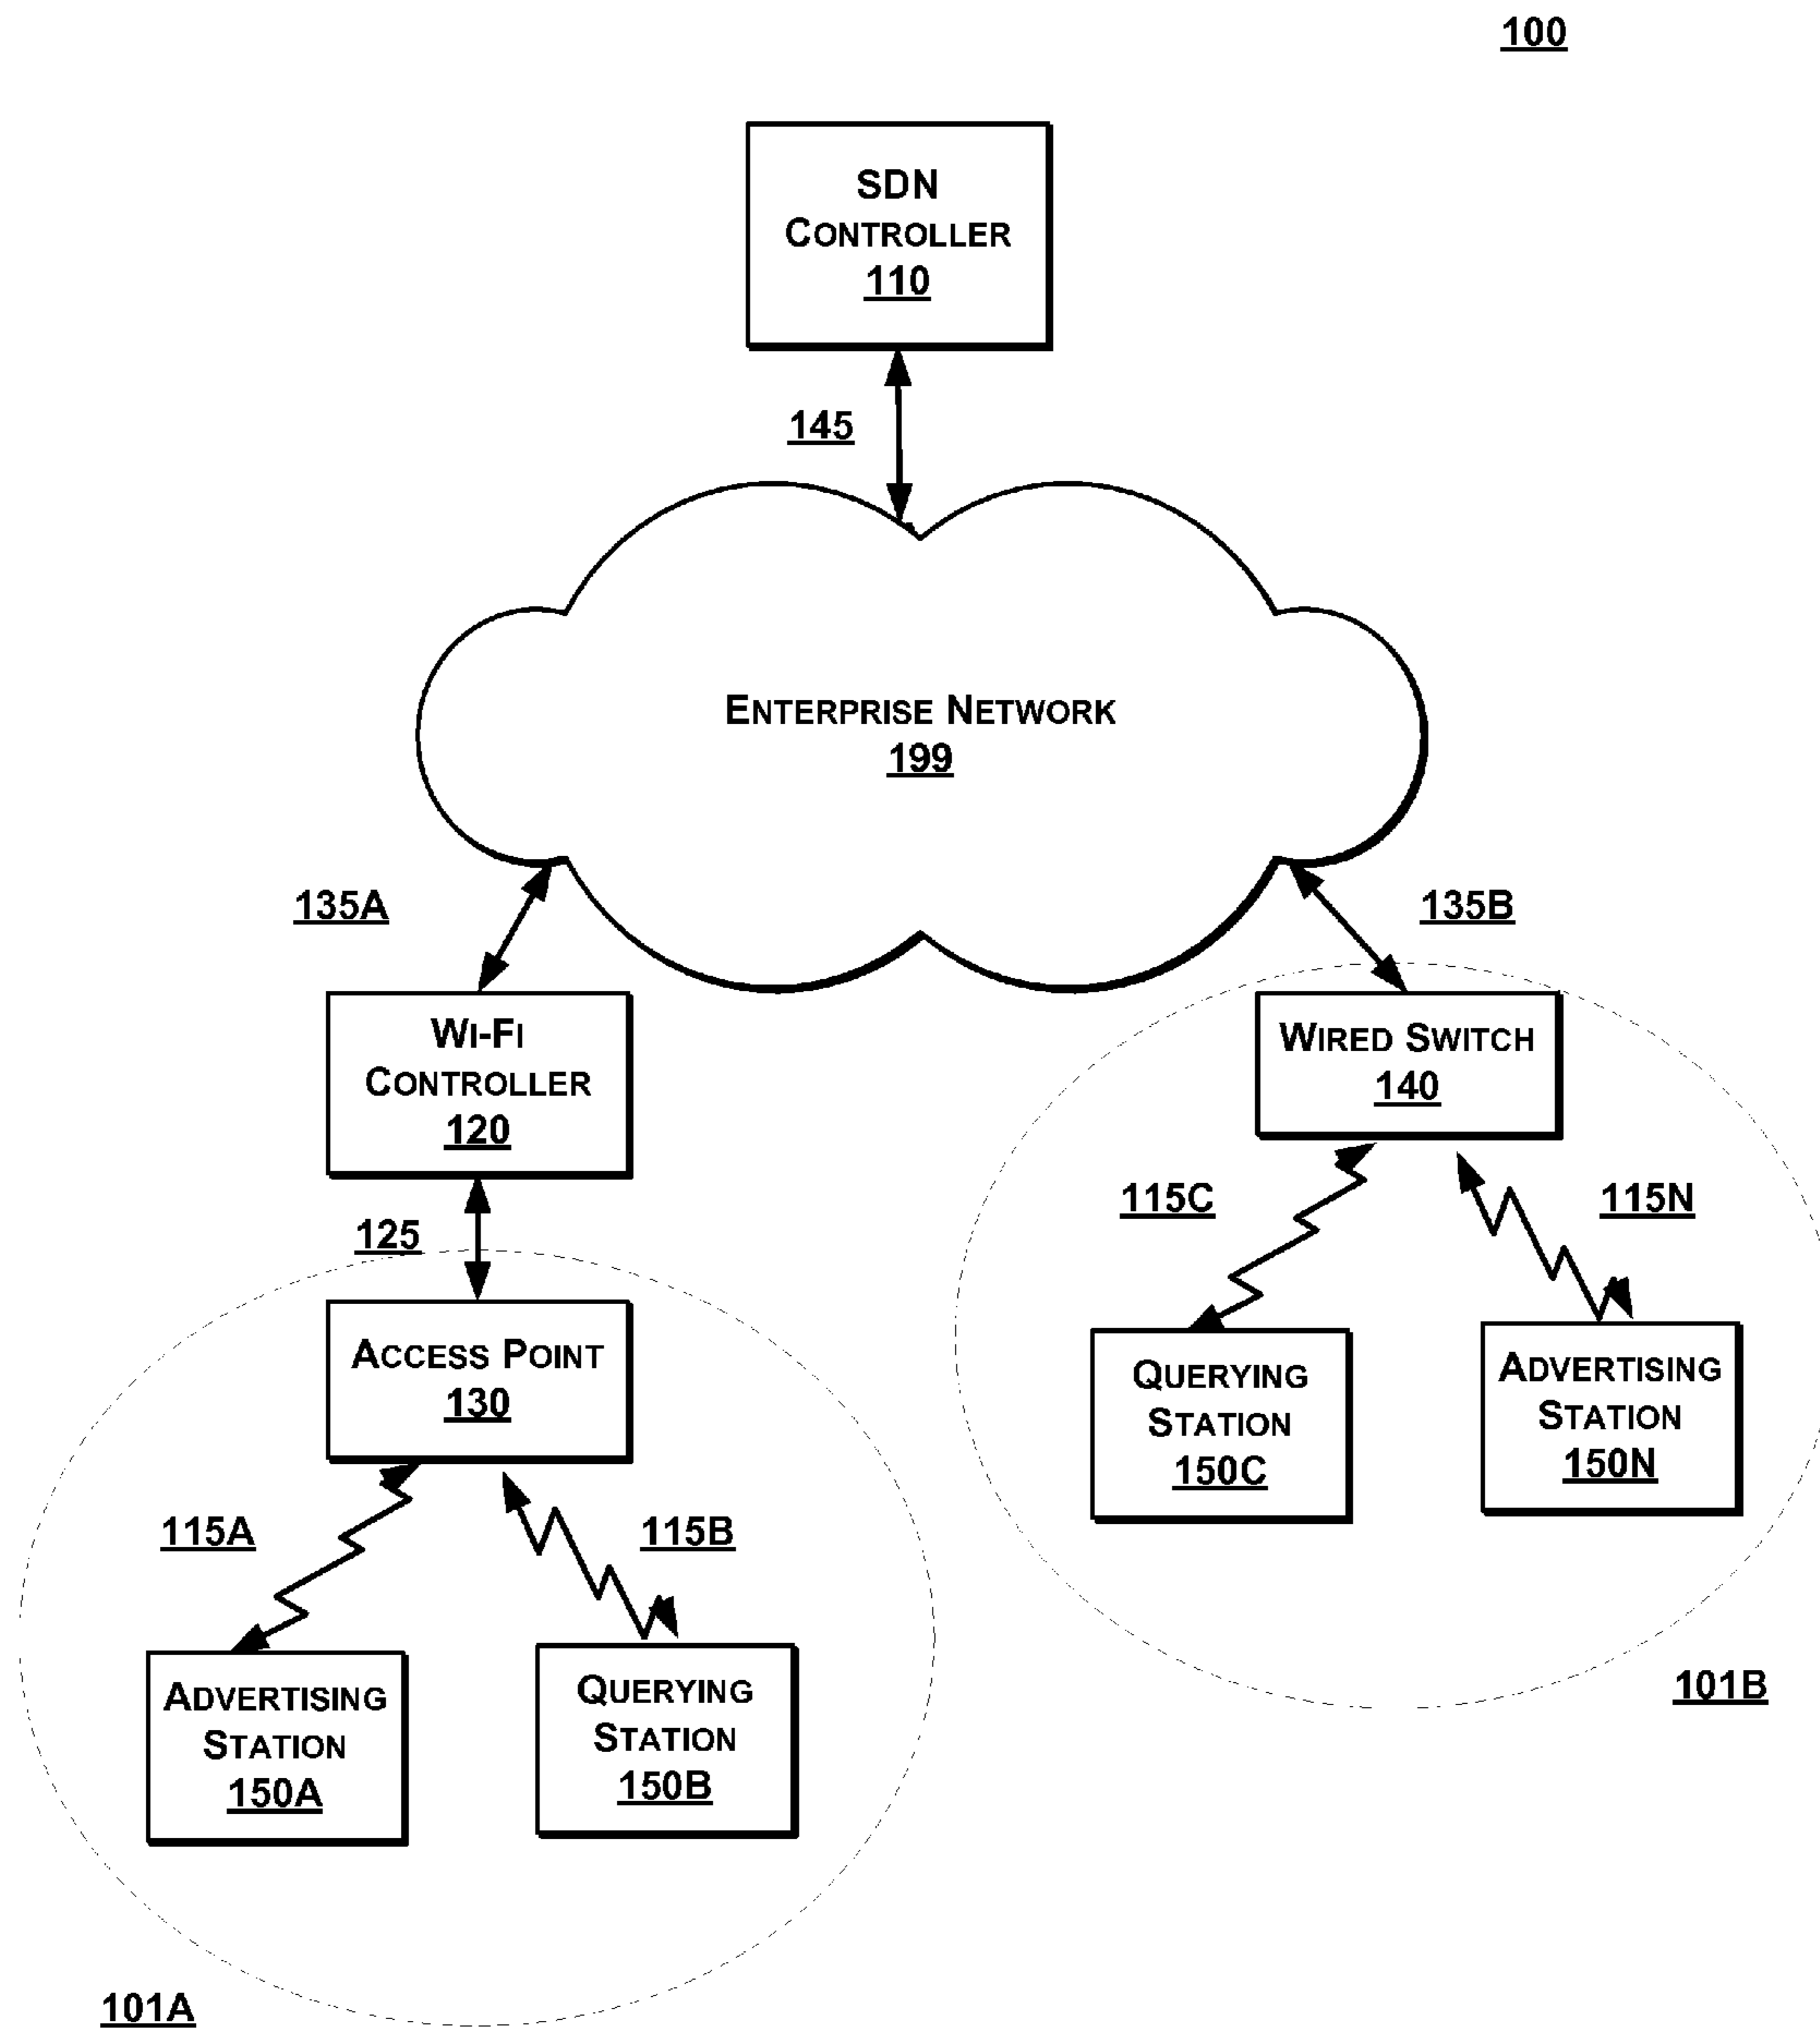 100
SDN
CONTROLLER
110
145
ENTERPRISE NETWORK
199
135A
135B
WI-FI
CONTROLLER
120
WIRED SWITCH
140
125
115C
115N
ACCESS POINT
130
QUERYING
STATION
150C
ADVERTISING
STATION
150N
115A
115B
ADVERTISING
STATION
150A
QUERYING
STATION
150B
101B
101A